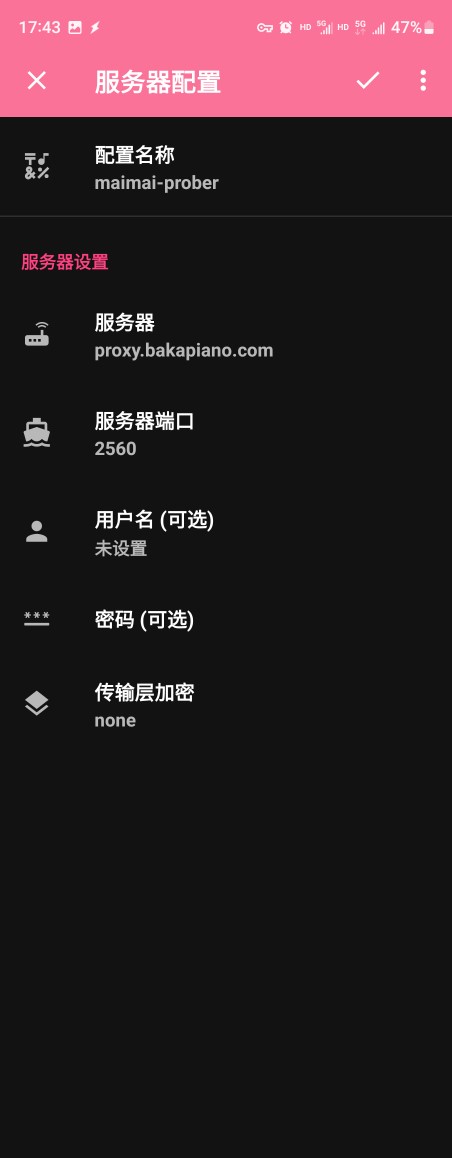 17:43
HD 5G HD 5G 47%
服务器配置
配置名称
maimai-prober
服务器设置
服务器
proxy.bakapiano.com
服务器端口
2560
用户名 (可选)
未设置
密码 (可选)
传输层加密
none